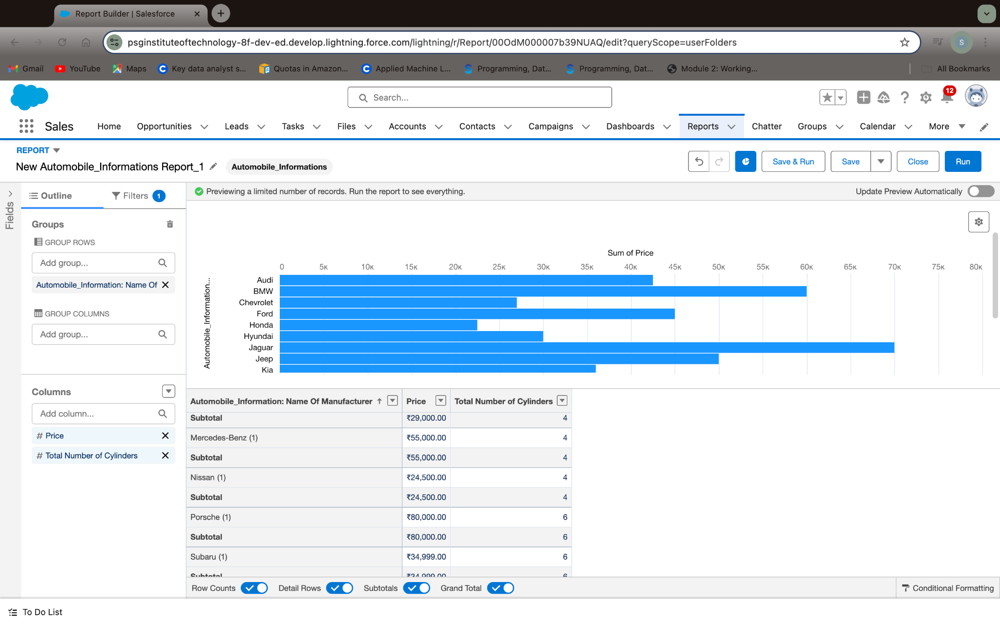 Report Builder | Salesforce
psginstituteoftechnology-8f-dev-ed.develop.lightning.force.com/lightning/r/Report/00OdM000007b39NUAQ/edit?queryScope=userFolders
S
Gmail YouTube Maps Key data analyst s... Quotas in Amazon... Applied Machine L... Programming, Dat... Programming, Dat... Module 2: Working... All Bookmarks
Search...
12
Sales Home Opportunities Leads Tasks Files Accounts Contacts Campaigns Dashboards Reports Chatter Groups Calendar More
REPORT
New Automobile_Informations Report_1 Automobile_Informations
Save & Run Save Close Run
Fields
Outline Filters 1
Previewing a limited number of records. Run the report to see everything. Update Preview Automatically
Groups
GROUP ROWS
Add group...
Automobile_Information: Name Of
GROUP COLUMNS
Add group...
Columns
Add column...
# Price
# Total Number of Cylinders
Sum of Price
0 5K 10K 15K 20K 25K 30K 35K 40K 45K 50K 55K 60K 65K 70K 75K 80K
Automobile_Information...
Audi
BMW
Chevrolet
Ford
Honda
Hyundai
Jaguar
Jeep
Kia
Automobile_Information: Name Of Manufacturer ↑ Price Total Number of Cylinders
Subtotal ₹29,000.00 4
Mercedes-Benz (1) ₹55,000.00 4
Subtotal ₹55,000.00 4
Nissan (1) ₹24,500.00 4
Subtotal ₹24,500.00 4
Porsche (1) ₹80,000.00 6
Subtotal ₹80,000.00 6
Subaru (1) ₹34,999.00 6
Subtotal ₹34,999.00 6
Row Counts Detail Rows Subtotals Grand Total Conditional Formatting
To Do List